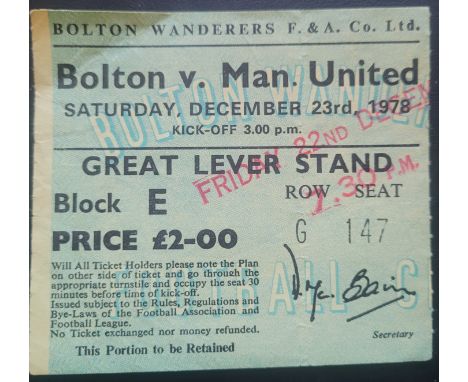 BOLTON WANDERERS F. & A. Co. Ltd.
Bolton v. Man. United
SATURDAY, DECEMBER 23rd, 1978
KICK-OFF 3.00 p.m.
FRIDAY 22ND DECEM
7.30 P.M.
GREAT LEVER STAND
Block E
ROW SEAT
G 147
PRICE £2-00
Will All Ticket Holders please note the Plan
on other side of ticket and go through the
appropriate turnstile and occupy the seat 30
minutes before time of kick-off.
Issued subject to the Rules, Regulations and
Bye-Laws of the Football Association and
Football League.
No Ticket exchanged nor money refunded.
Secretary
This Portion to be Retained